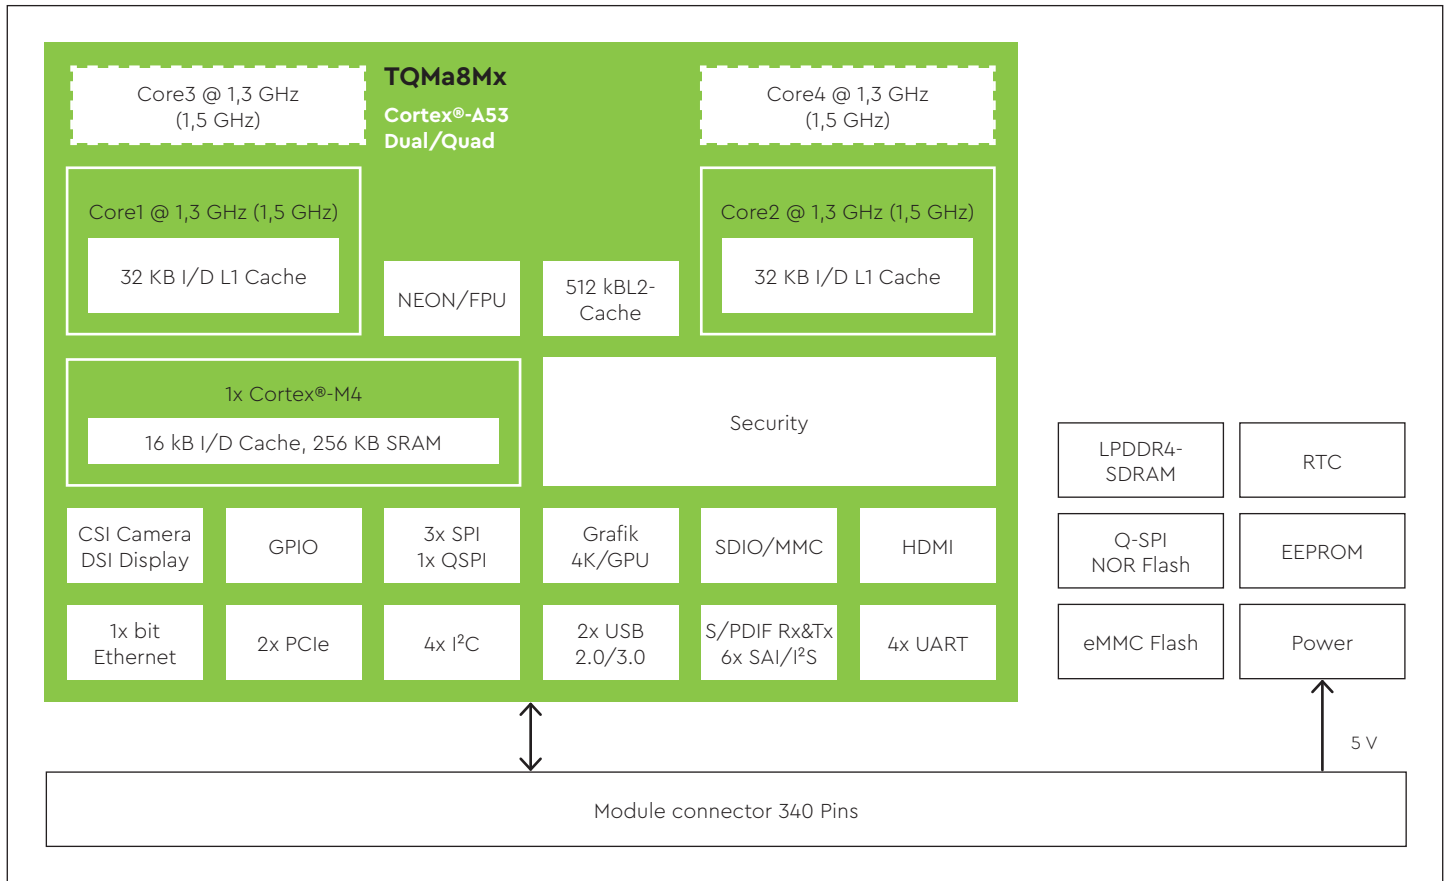 TQMa8Mx
Cortex®-A53
Dual/Quad
Core3 @ 1,3 GHz
(1,5 GHz)
Core4 @ 1,3 GHz
(1,5 GHz)
Core1 @ 1,3 GHz (1,5 GHz)
32 KB I/D L1 Cache
NEON/FPU
512 kBL2-
Cache
Core2 @ 1,3 GHz (1,5 GHz)
32 KB I/D L1 Cache
1x Cortex®-M4
16 kB I/D Cache, 256 KB SRAM
Security
CSI Camera
DSI Display
GPIO
3x SPI
1x QSPI
Grafik
4K/GPU
SDIO/MMC
HDMI
1x bit
Ethernet
2x PCIe
4x I²C
2x USB
2.0/3.0
S/PDIF Rx&Tx
6x SAI/I²S
4x UART
LPDDR4-
SDRAM
RTC
Q-SPI
NOR Flash
EEPROM
eMMC Flash
Power
5 V
Module connector 340 Pins